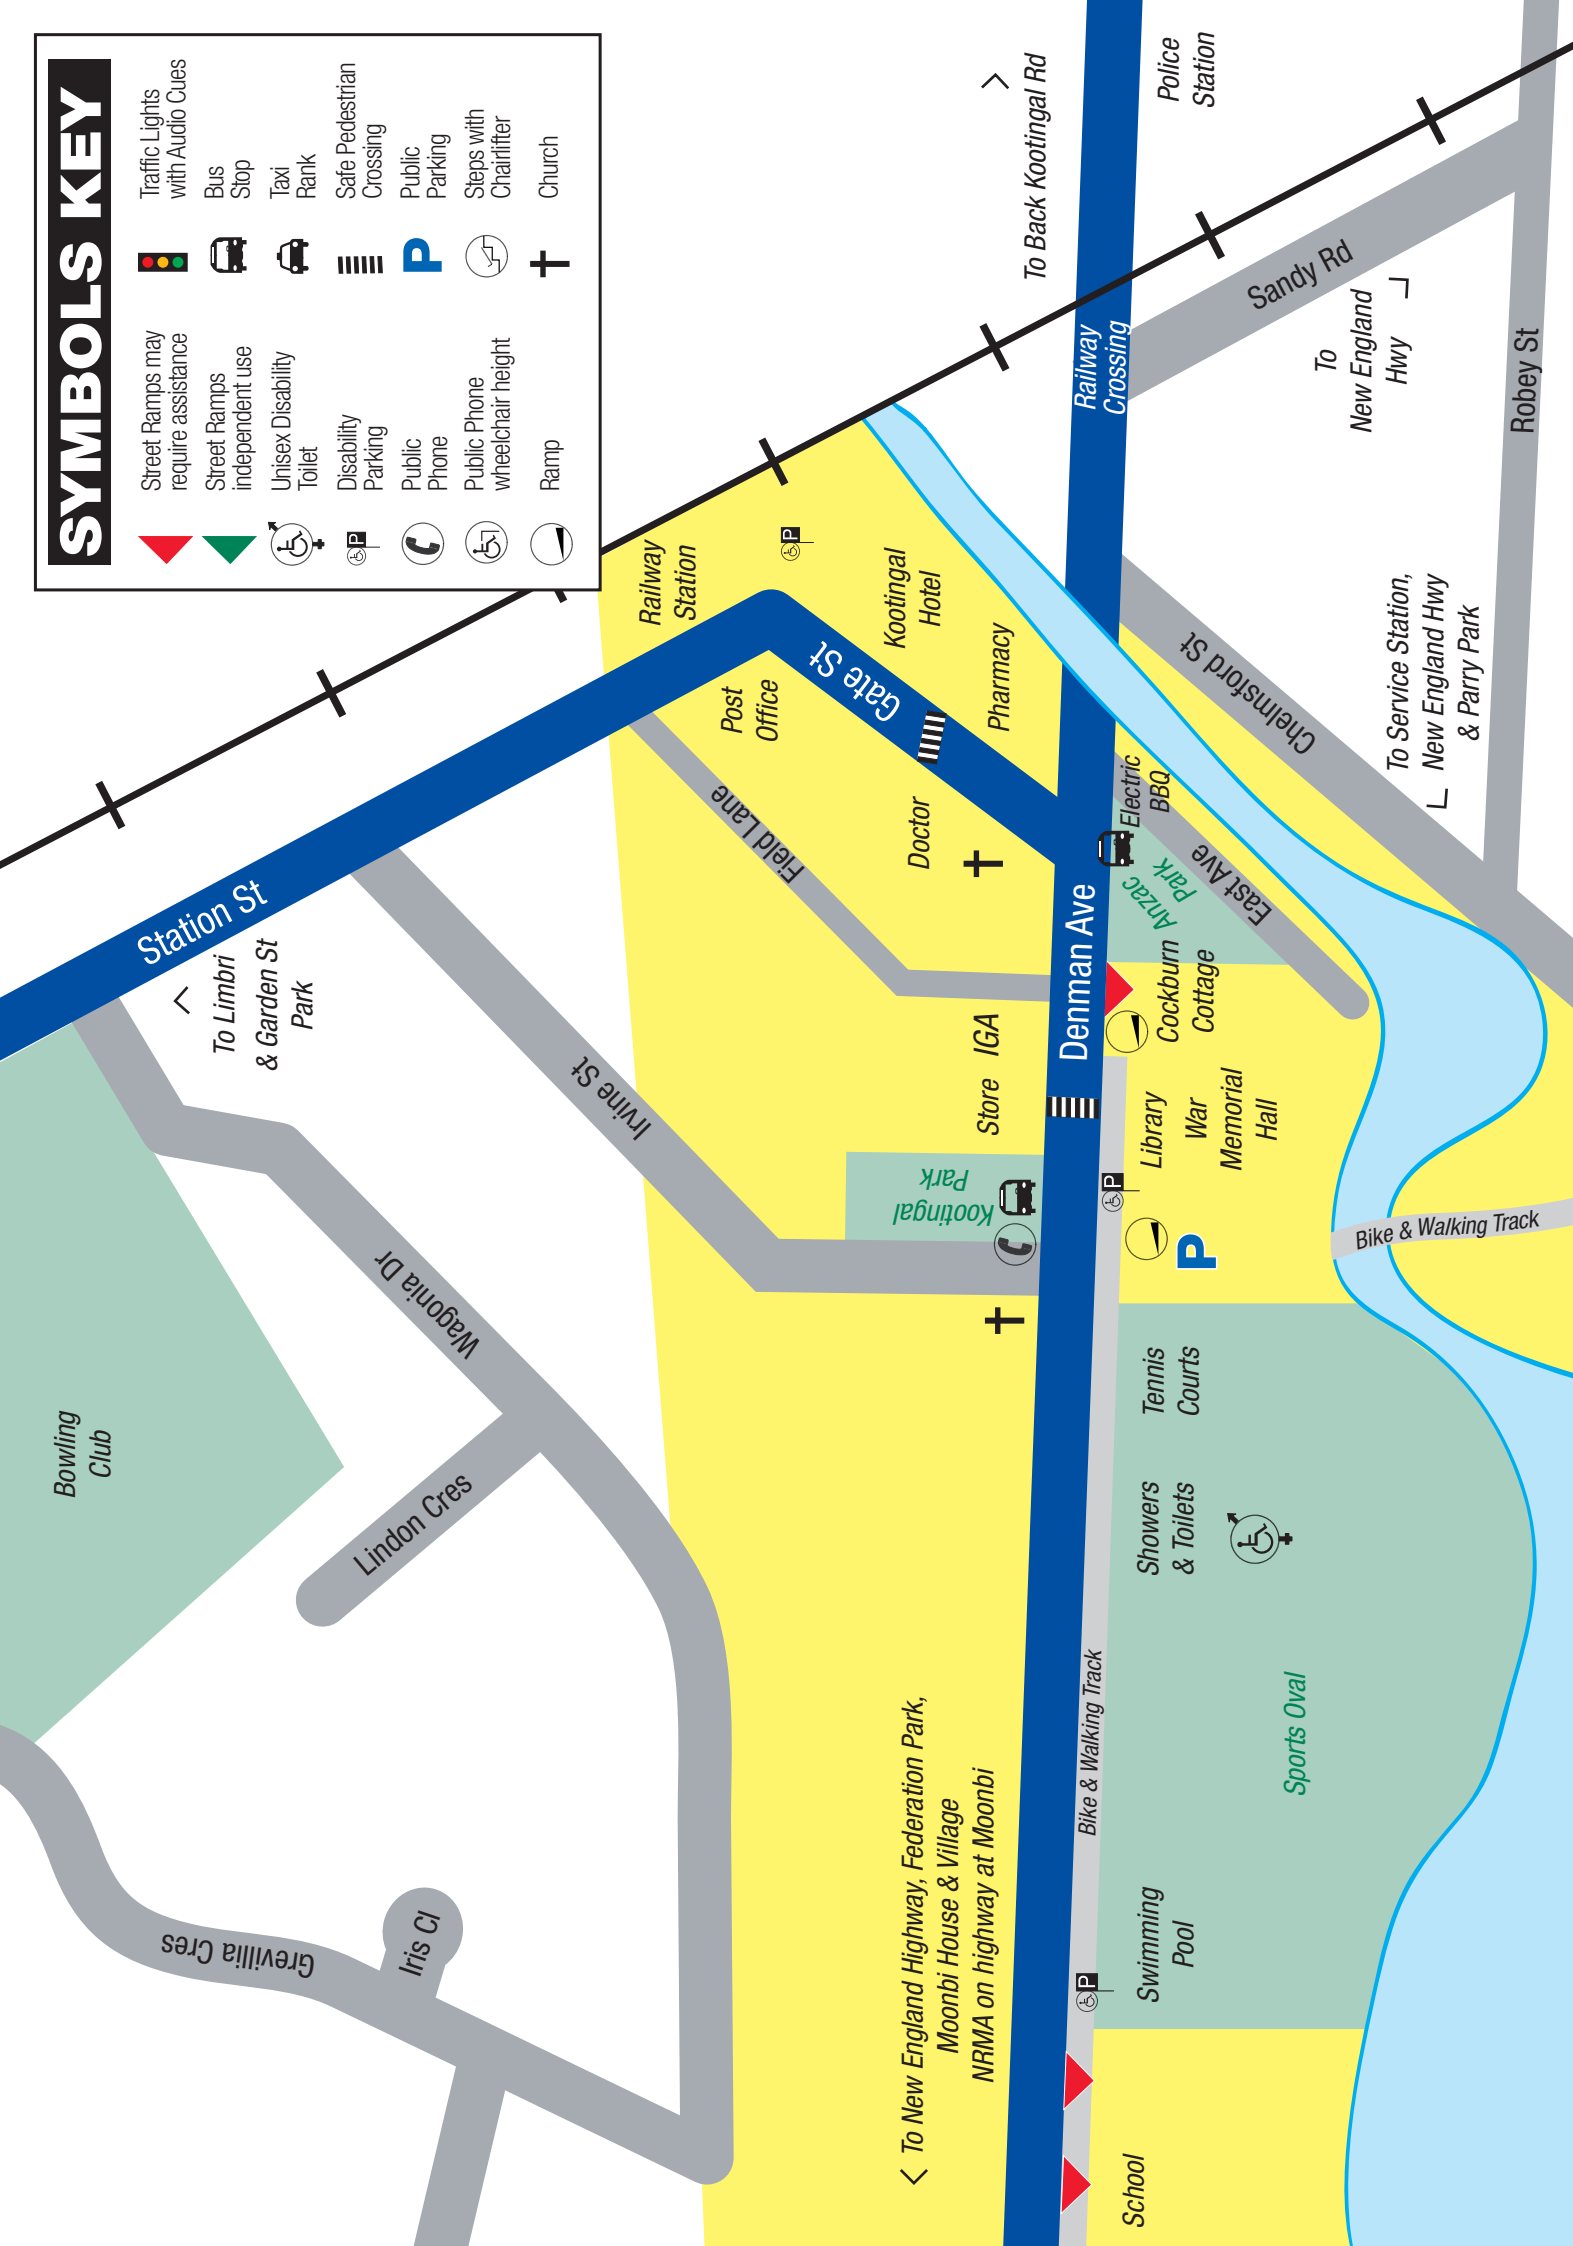 SYMBOLS KEY
Street Ramps may
require assistance
Street Ramps
independent use
Unisex Disability
Toilet
Disability
Parking
Public
Phone
Public Phone
wheelchair height
Ramp
Traffic Lights
with Audio Cues
Bus
Stop
Taxi
Rank
Safe Pedestrian
Crossing
P
Public
Parking
Steps with
Chairlifter
Church
P
Bowling
Club
Grevillia Cres
Iris Cl
Lindon Cres
Wagonia Dr
Station St
To Limbri
& Garden St
Park
Irvine St
Field Lane
Railway
Station
P
Post
Office
Gate St
Kootingal
Hotel
Pharmacy
Doctor
IGA
Store
Kootingal
Park
To New England Highway, Federation Park,
Moonbi House & Village
NRMA on highway at Moonbi
To Back Kootingal Rd
Railway
Crossing
Denman Ave
Bike & Walking Track
Police
Station
Sandy Rd
To
New England
Hwy
Robey St
Chelmsford St
To Service Station,
New England Hwy
& Parry Park
Electric
BBQ
Anzac
Park
East Ave
Cockburn
Cottage
Library
War
Memorial
Hall
P
P
Bike & Walking Track
Tennis
Courts
Showers
& Toilets
Sports Oval
Swimming
Pool
P
School